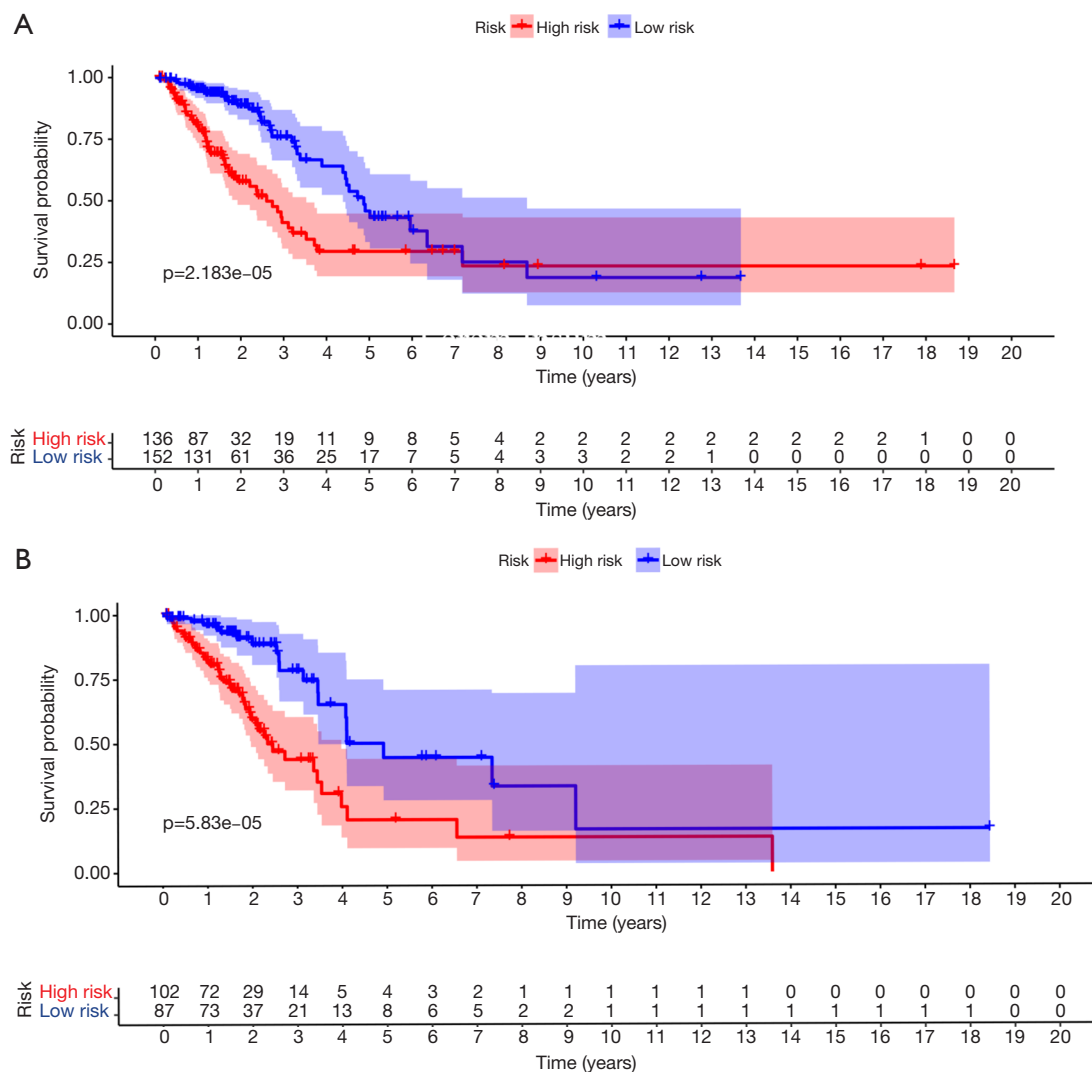 A
Risk High risk Low risk
Survival probability
1.00
0.75
0.50
0.25
0.00
p=2.183e−05
0 1 2 3 4 5 6 7 8 9 10 11 12 13 14 15 16 17 18 19 20
Time (years)
Risk
High risk 136 87 32 19 11 9 8 5 4 2 2 2 2 2 2 2 2 2 1 0 0
Low risk 152 131 61 36 25 17 7 5 4 3 3 2 2 1 0 0 0 0 0 0 0
0 1 2 3 4 5 6 7 8 9 10 11 12 13 14 15 16 17 18 19 20
Time (years)
B
Risk High risk Low risk
Survival probability
1.00
0.75
0.50
0.25
0.00
p=5.83e−05
0 1 2 3 4 5 6 7 8 9 10 11 12 13 14 15 16 17 18 19 20
Time (years)
Risk
High risk 102 72 29 14 5 4 3 2 1 1 1 1 1 1 0 0 0 0 0 0 0
Low risk 87 73 37 21 13 8 6 5 2 2 1 1 1 1 1 1 1 1 1 0 0
0 1 2 3 4 5 6 7 8 9 10 11 12 13 14 15 16 17 18 19 20
Time (years)